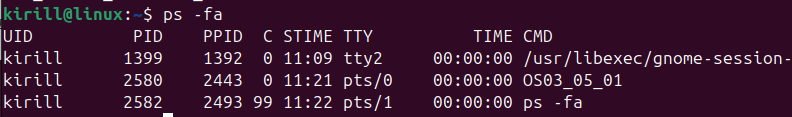 kirill@linux:~$ ps -fa
UID          PID    PPID  C STIME TTY          TIME CMD
kirill      1399    1392  0 11:09 tty2     00:00:00 /usr/libexec/gnome-session-
kirill      2580    2443  0 11:21 pts/0    00:00:00 OS03_05_01
kirill      2582    2493 99 11:22 pts/1    00:00:00 ps -fa